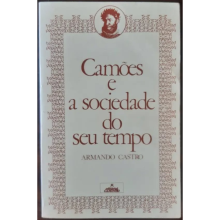 Camões
e
a sociedade
do
seu tempo
ARMANDO CASTRO